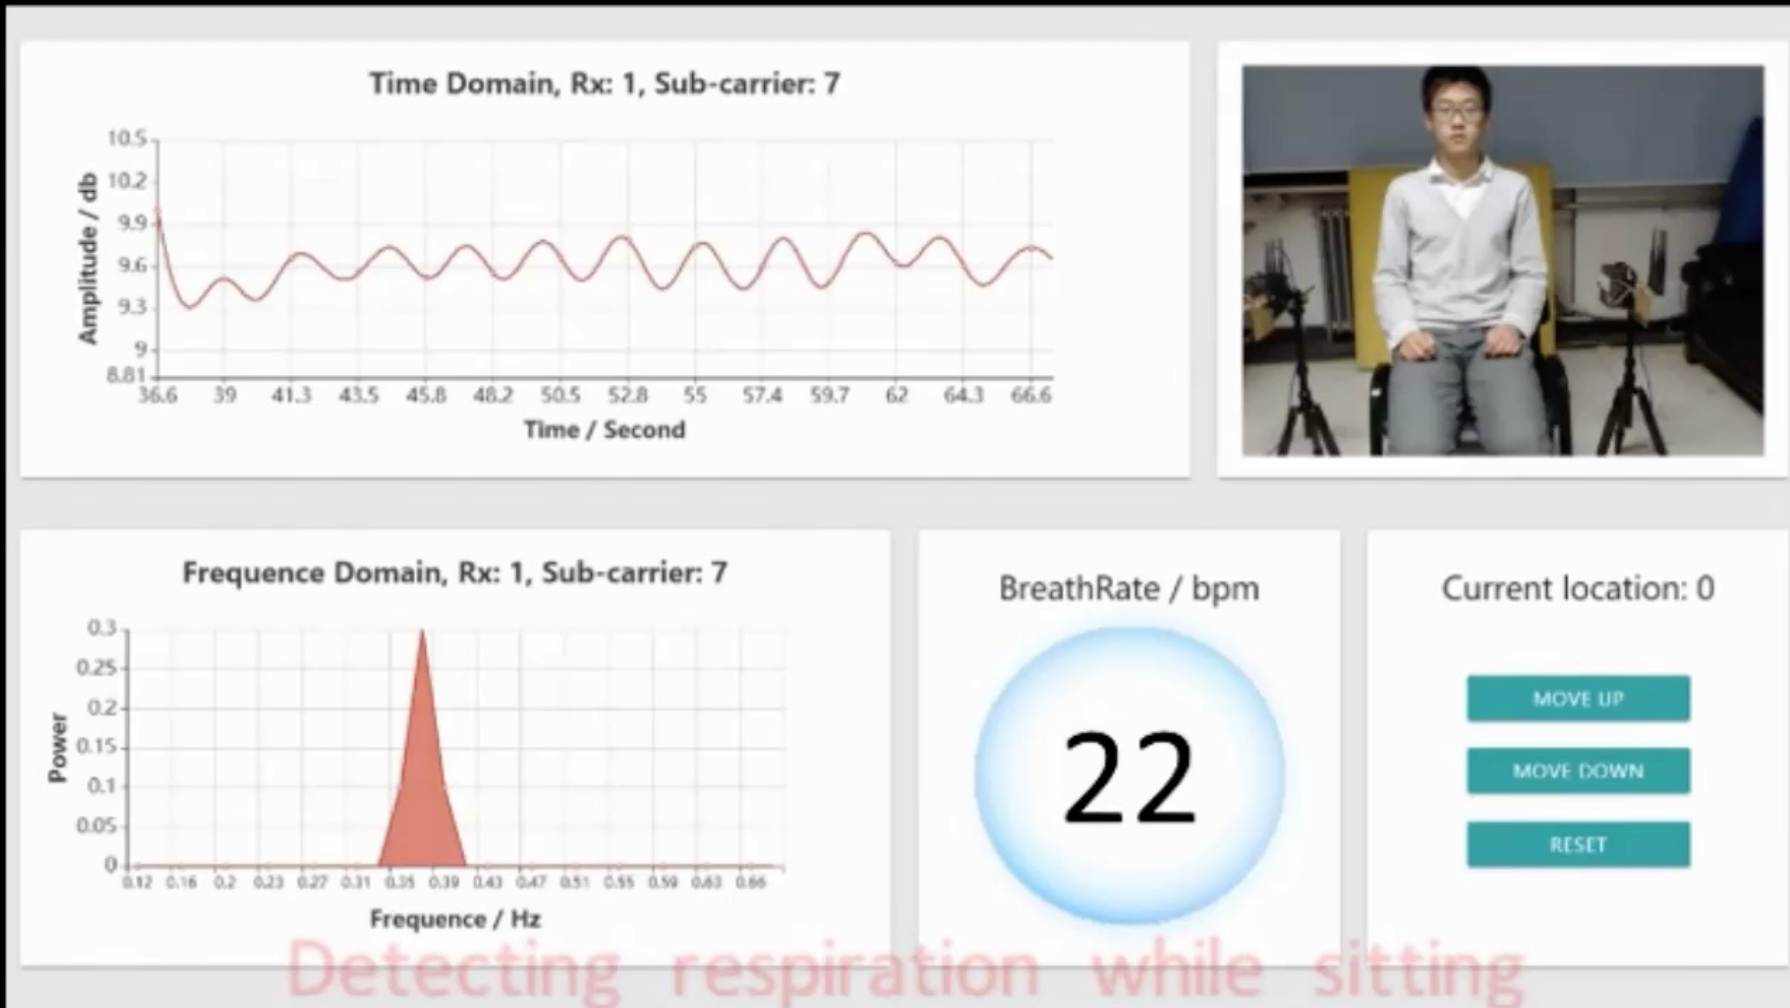 Time Domain, Rx: 1, Sub-carrier: 7
10.5
10.2
9.9
9.6
9.3
9
8.81
Amplitude / db
36.6 39 41.3 43.5 45.8 48.2 50.5 52.8 55 57.4 59.7 62 64.3 66.6
Time / Second
Frequence Domain, Rx: 1, Sub-carrier: 7
0.3
0.25
0.2
0.15
0.1
0.05
0
Power
0.12 0.16 0.2 0.23 0.27 0.31 0.35 0.39 0.43 0.47 0.51 0.55 0.59 0.63 0.66
Frequence / Hz
BreathRate / bpm
22
Current location: 0
MOVE UP
MOVE DOWN
RESET
Detecting respiration while sitting